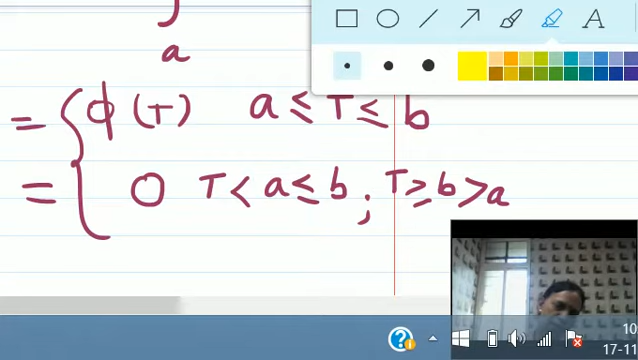 ∫
a
= { ϕ (T) a ≤ T ≤ b
= 0 T < a ≤ b ; T ≥ b > a
A
10
17-11